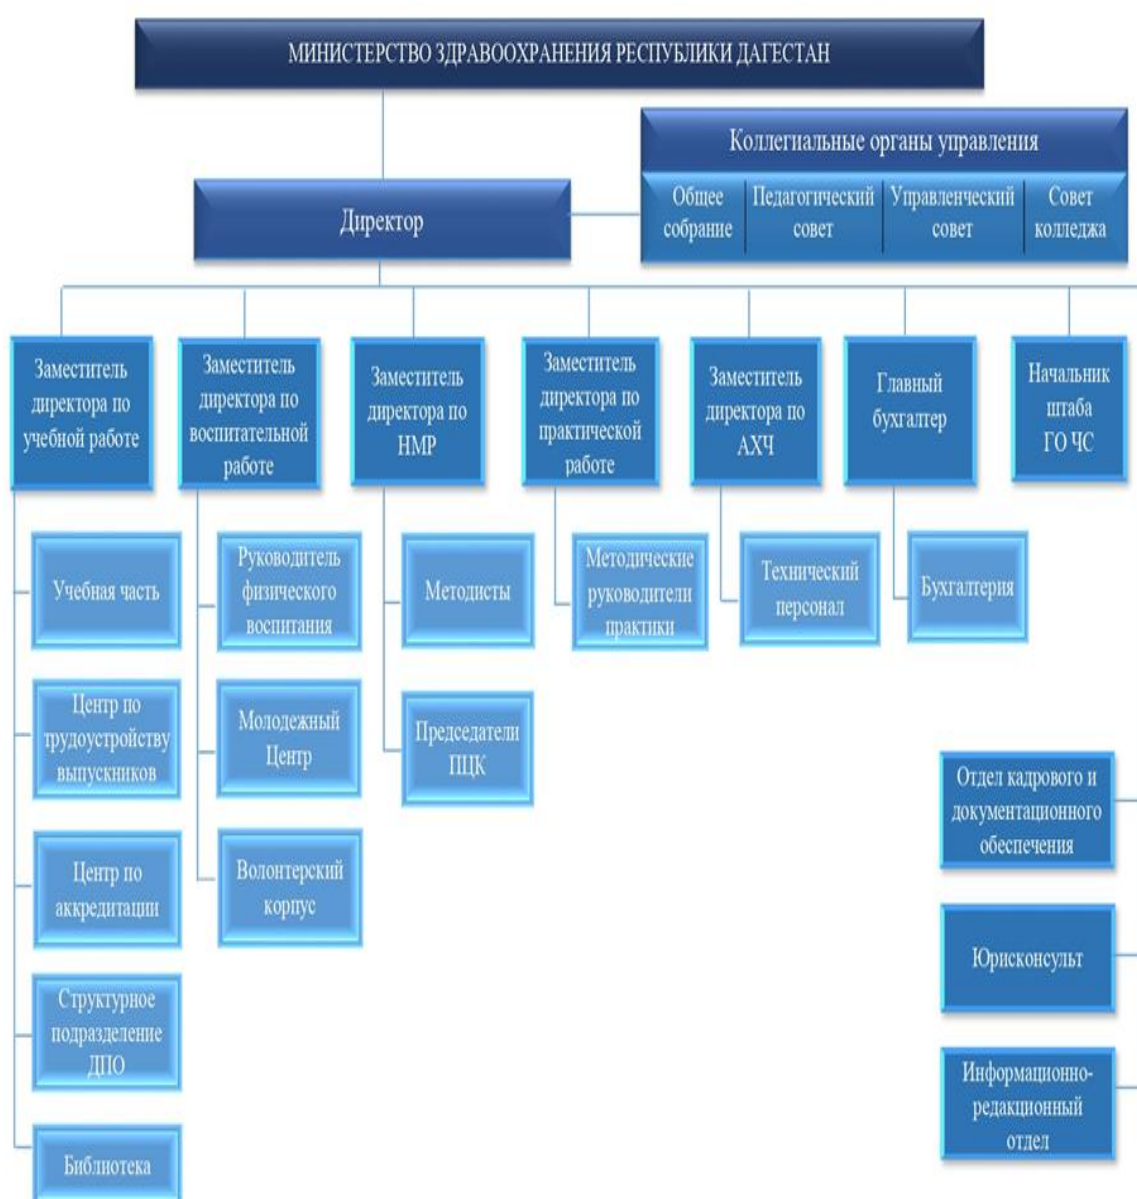 МИНИСТЕРСТВО ЗДРАВООХРАНЕНИЯ РЕСПУБЛИКИ ДАГЕСТАН
Коллегиальные органы управления
Общее
собрание
Педагогический
совет
Управленческий
совет
Совет
колледжа
Директор
Заместитель
директора по
учебной работе
Заместитель
директора по
воспитательной
работе
Заместитель
директора по
НМР
Заместитель
директора по
практической
работе
Заместитель
директора по
АХЧ
Главный
бухгалтер
Начальник
штаба
ГО ЧС
Учебная часть
Руководитель
физического
воспитания
Методисты
Методические
руководители
практики
Технический
персонал
Бухгалтерия
Центр по
трудоустройству
выпускников
Молодежный
Центр
Председатели
ПЦК
Отдел кадрового и
документационного
обеспечения
Центр по
аккредитации
Волонтерский
корпус
Юрисконсульт
Структурное
подразделение
ДПО
Информационно-
редакционный
отдел
Библиотека